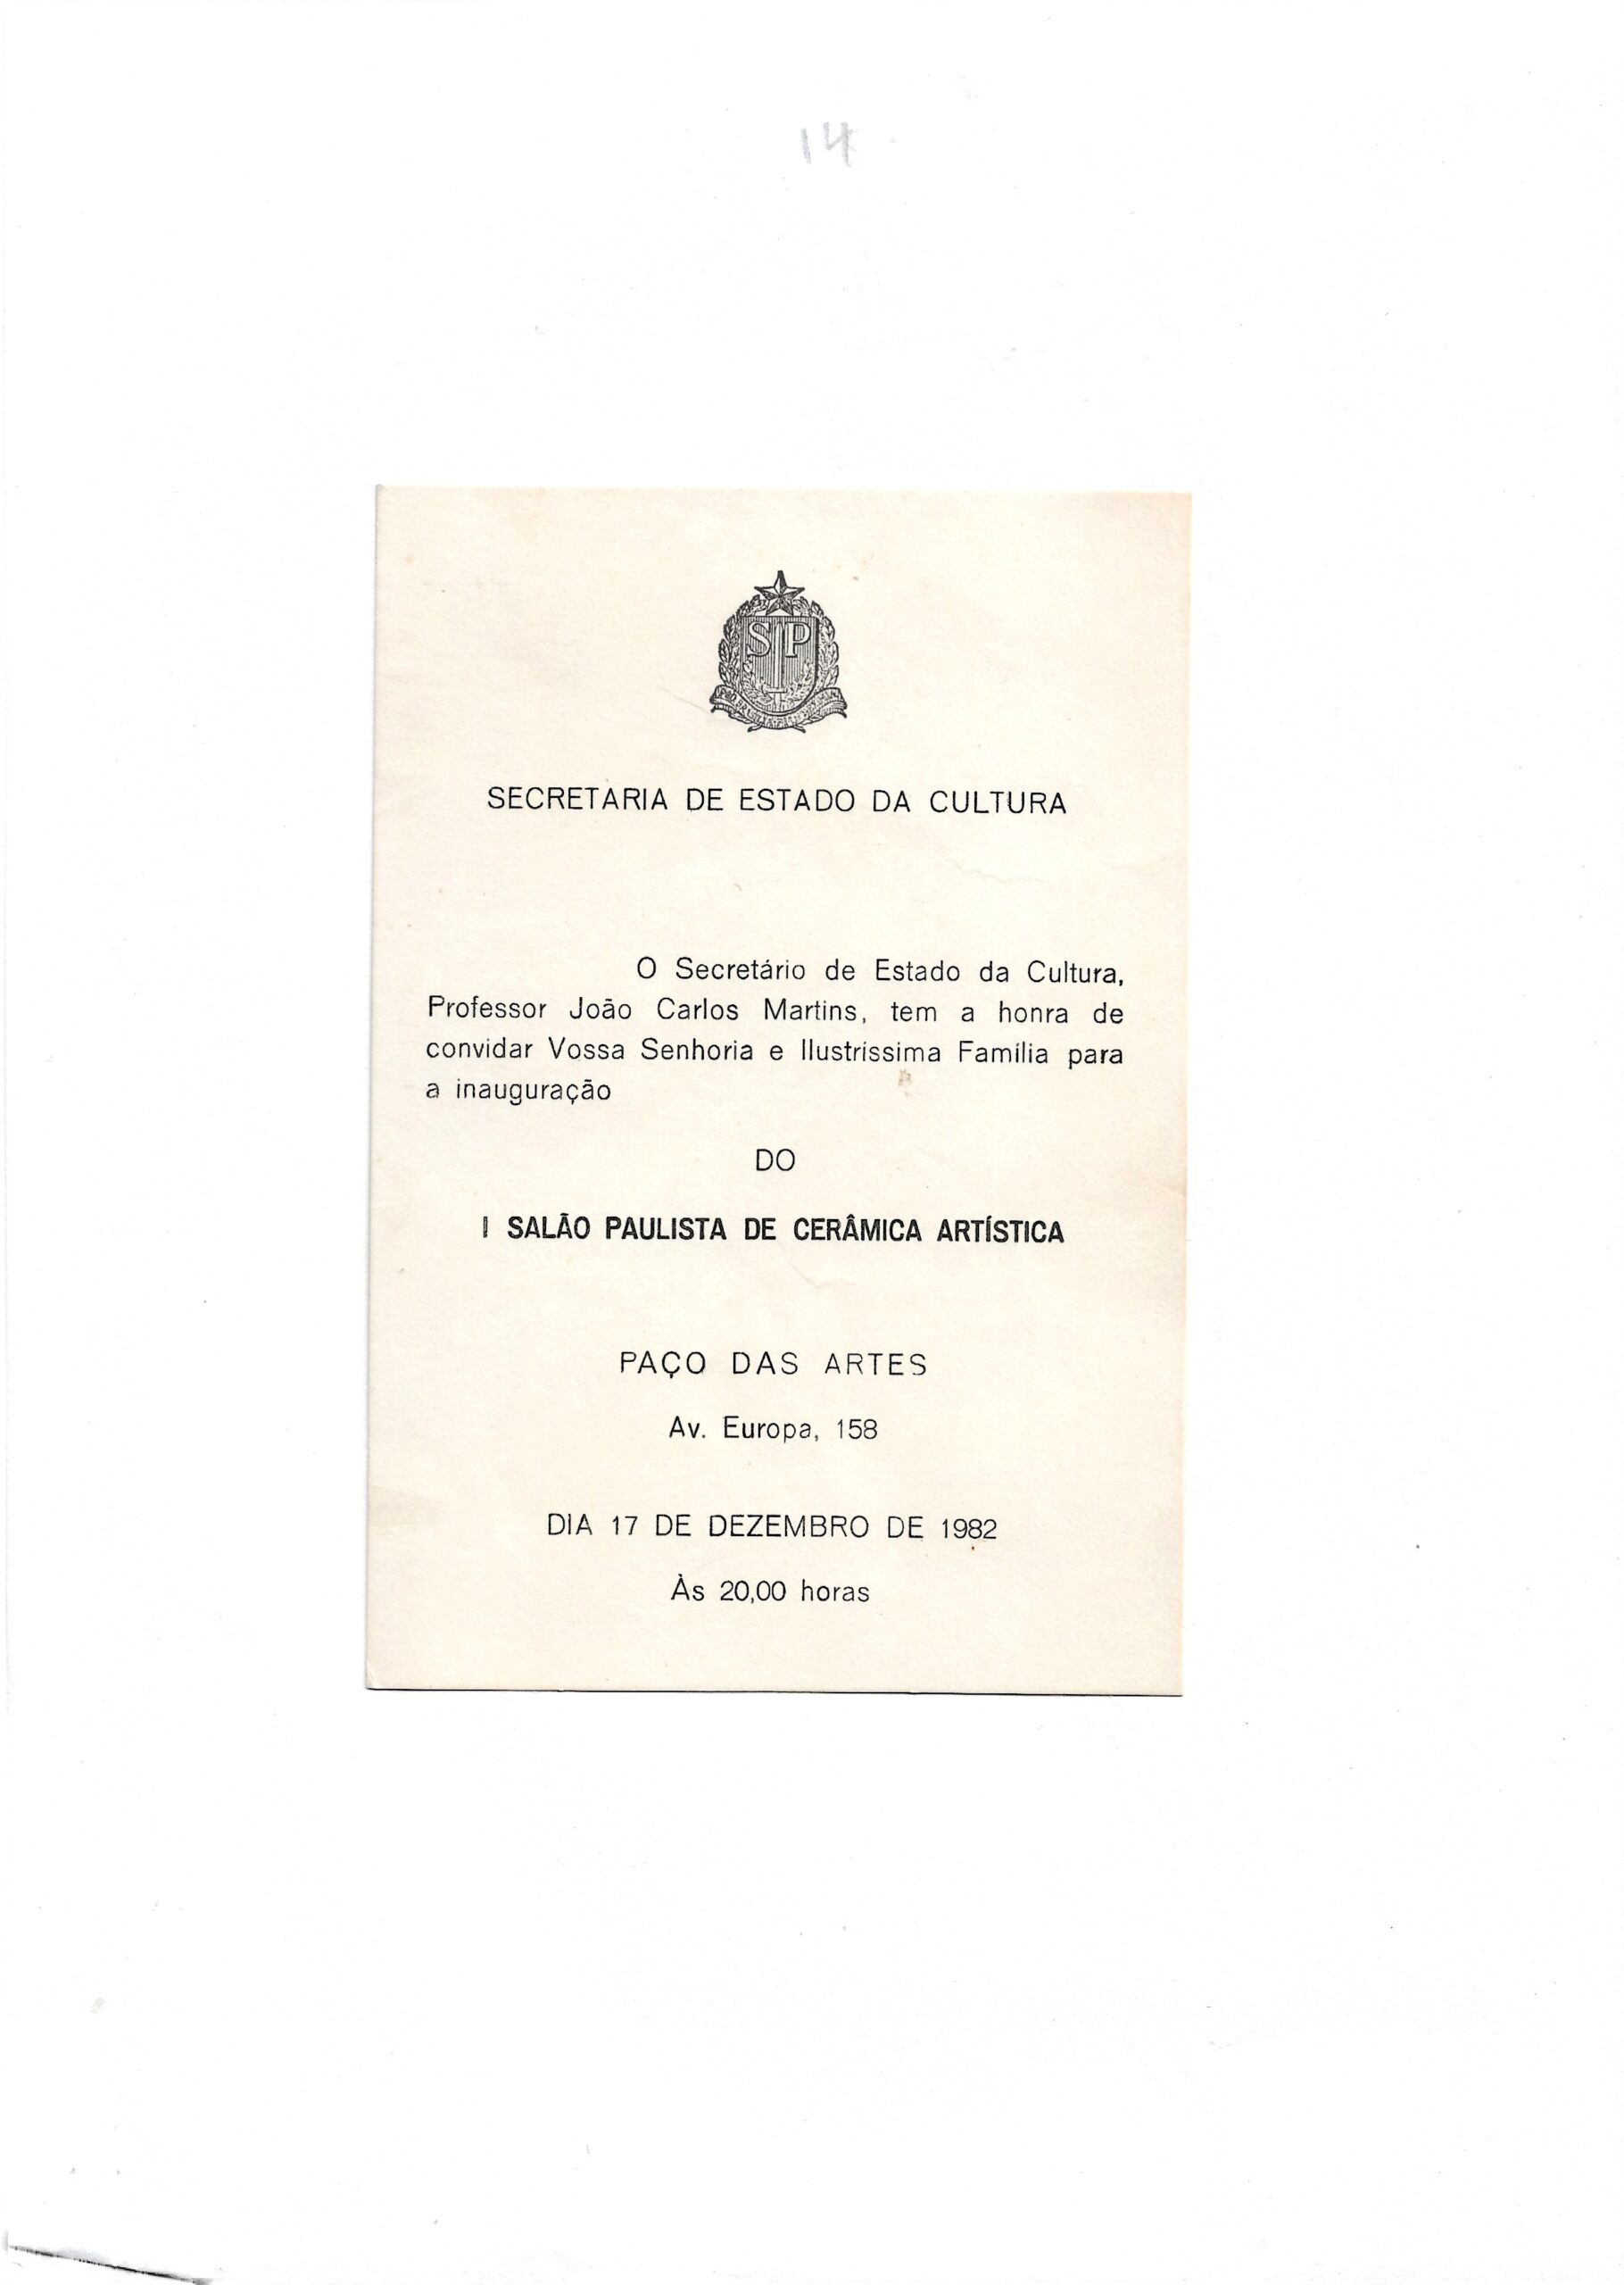 14
SP
SECRETARIA DE ESTADO DA CULTURA
O Secretário de Estado da Cultura,
Professor João Carlos Martins, tem a honra de
convidar Vossa Senhoria e Ilustrissima Família para
a inauguração
DO
I SALÃO PAULISTA DE CERÂMICA ARTÍSTICA
PAÇO DAS ARTES
Av. Europa, 158
DIA 17 DE DEZEMBRO DE 1982
Às 20,00 horas